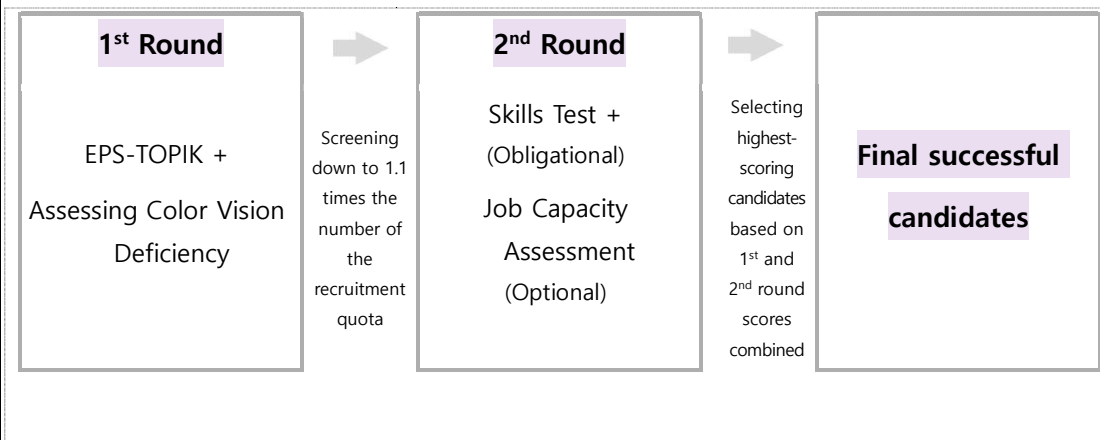 1st Round
EPS-TOPIK +
Assessing Color Vision
Deficiency
Screening
down to 1.1
times the
number of
the
recruitment
quota
2nd Round
Skills Test +
(Obligational)
Job Capacity
Assessment
(Optional)
Selecting
highest-
scoring
candidates
based on
1st and
2nd round
scores
combined
Final successful
candidates